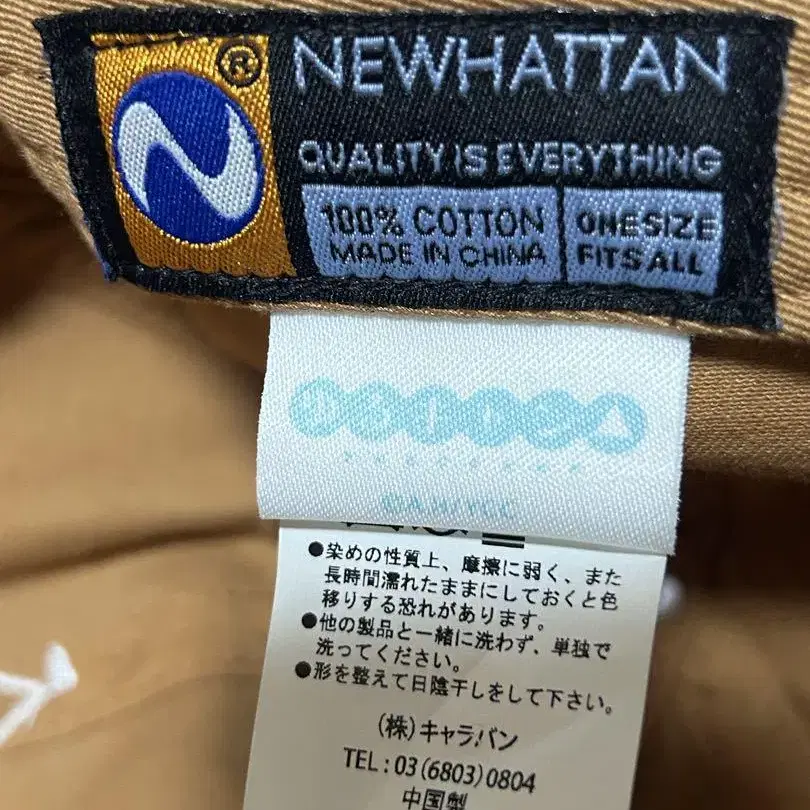 ®
NEWHATTAN
QUALITY IS EVERYTHING
100% COTTON
MADE IN CHINA
ONE SIZE
FITS ALL
●染めの性質上、摩擦に弱く、また
長時間濡れたままにしておくと色
移りする恐れがあります。
●他の製品と一緒に洗わず、単独で
洗ってください。
●形を整えて日陰干しをして下さい。
(株)キャラバン
TEL:03(6803)0804
中国製